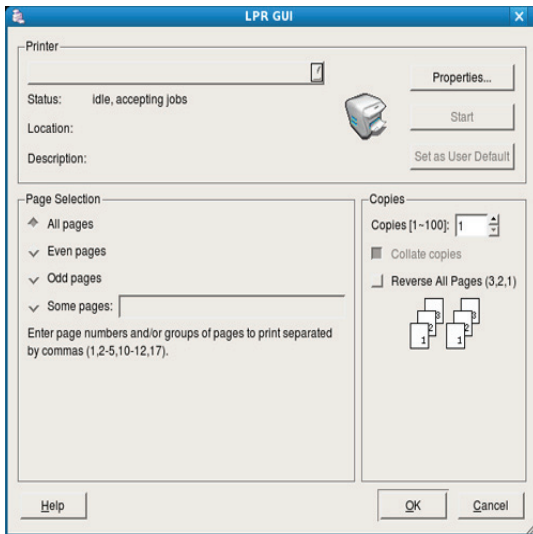 LPR GUI
Printer
Properties...
Status: idle, accepting jobs
Start
Location:
Description:
Set as User Default
Page Selection
All pages
Even pages
Odd pages
Some pages:
Enter page numbers and/or groups of pages to print separated
by commas (1,2-5,10-12,17).
Copies
Copies [1~100]: 1
Collate copies
Reverse All Pages (3,2,1)
3 3
2 2
1 1
Help
OK
Cancel